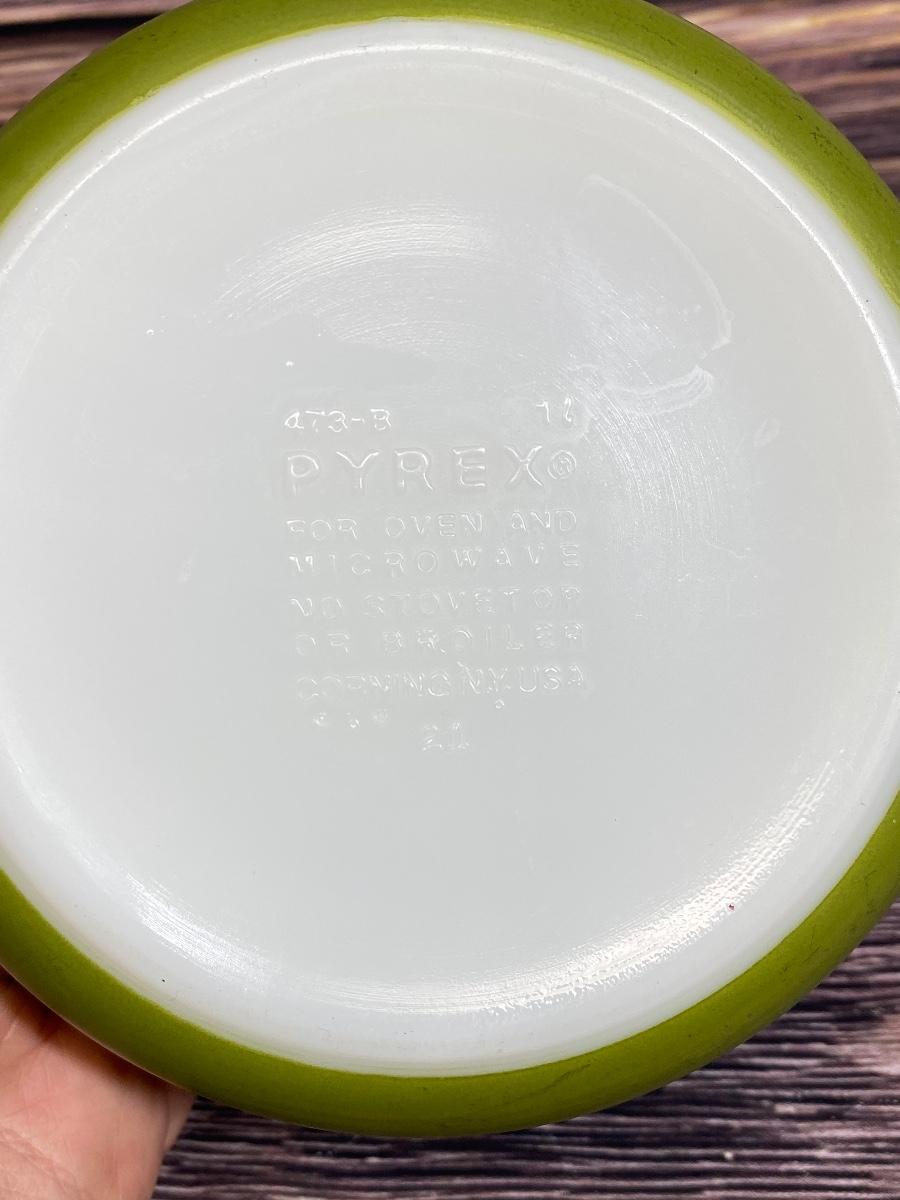 473-B 1ℓ
PYREX®
FOR OVEN AND
MICROWAVE
NO STOVETOP
OR BROILER
CORNING N.Y. USA
21